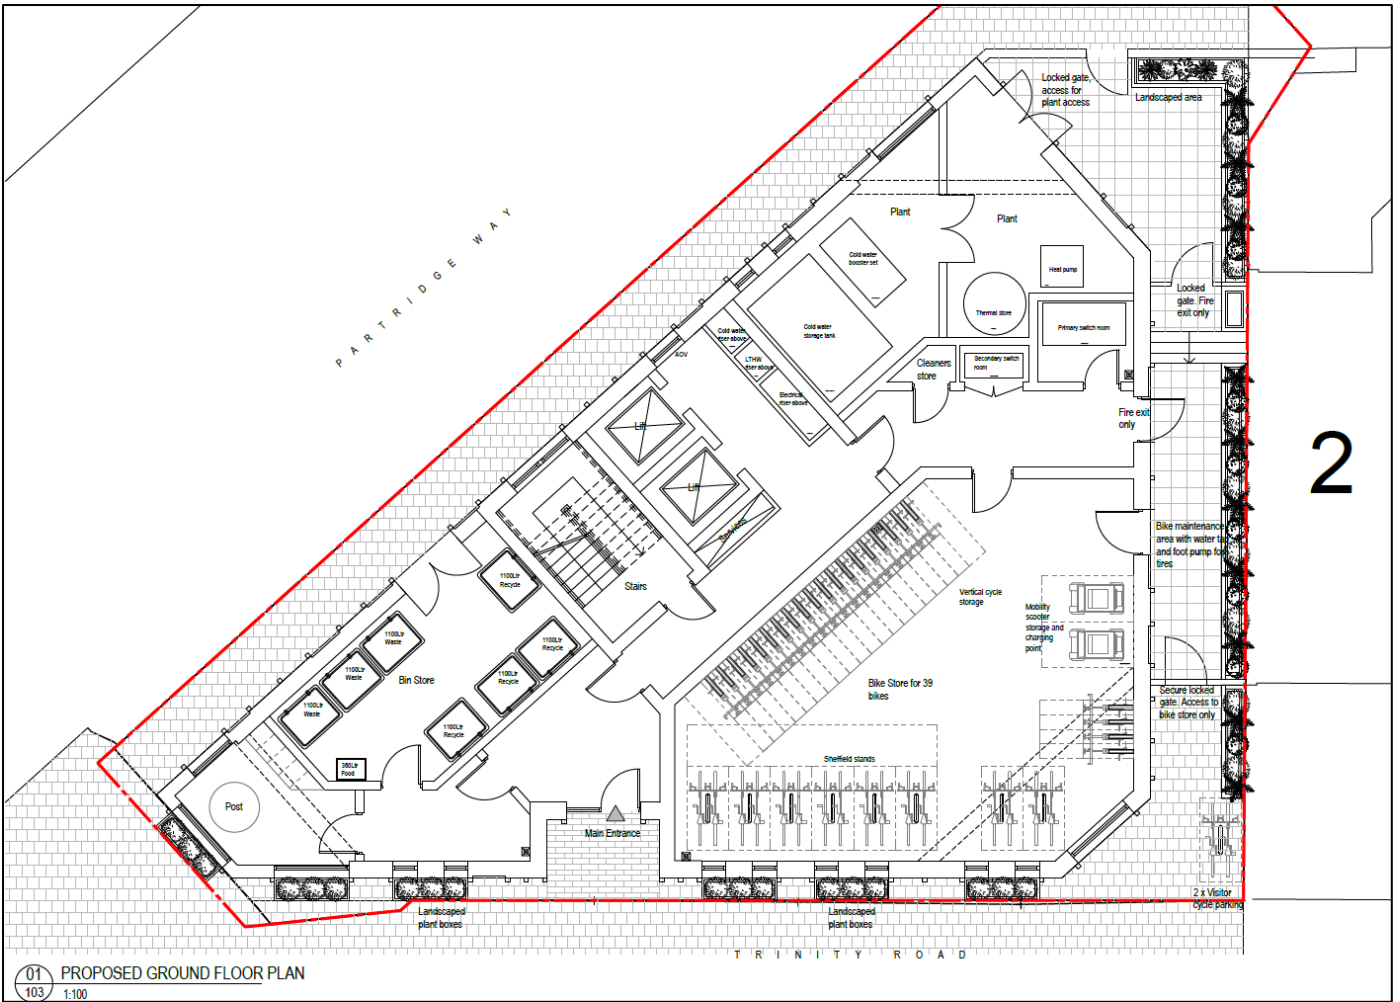 Locked gate,
access for
plant access
Landscaped area
PARTRIDGE WAY
Plant
Plant
Cold water
booster set
Heat pump
Locked
gate. Fire
exit only
Thermal store
Cold water
storage tank
Primary switch room
Cold water
riser above
AOV
LTHW
riser above
Cleaners
store
Secondary switch
room
Electrical
riser above
Fire exit
only
Lift
Lift
2
Services
Bike maintenance
area with water tap
and foot pump for
tires
Stairs
1100Ltr
Recycle
Vertical cycle
storage
Mobility
scooter
storage and
charging
point
1100Ltr
Waste
1100Ltr
Recycle
1100Ltr
Waste
1100Ltr
Recycle
Bin Store
Bike Store for 39
bikes
1100Ltr
Waste
1100Ltr
Recycle
Secure locked
gate. Access to
bike store only
360Ltr
Food
Sheffield stands
Post
Main Entrance
2 x Visitor
cycle parking
Landscaped
plant boxes
Landscaped
plant boxes
TRINITY ROAD
01
103
PROPOSED GROUND FLOOR PLAN
1:100